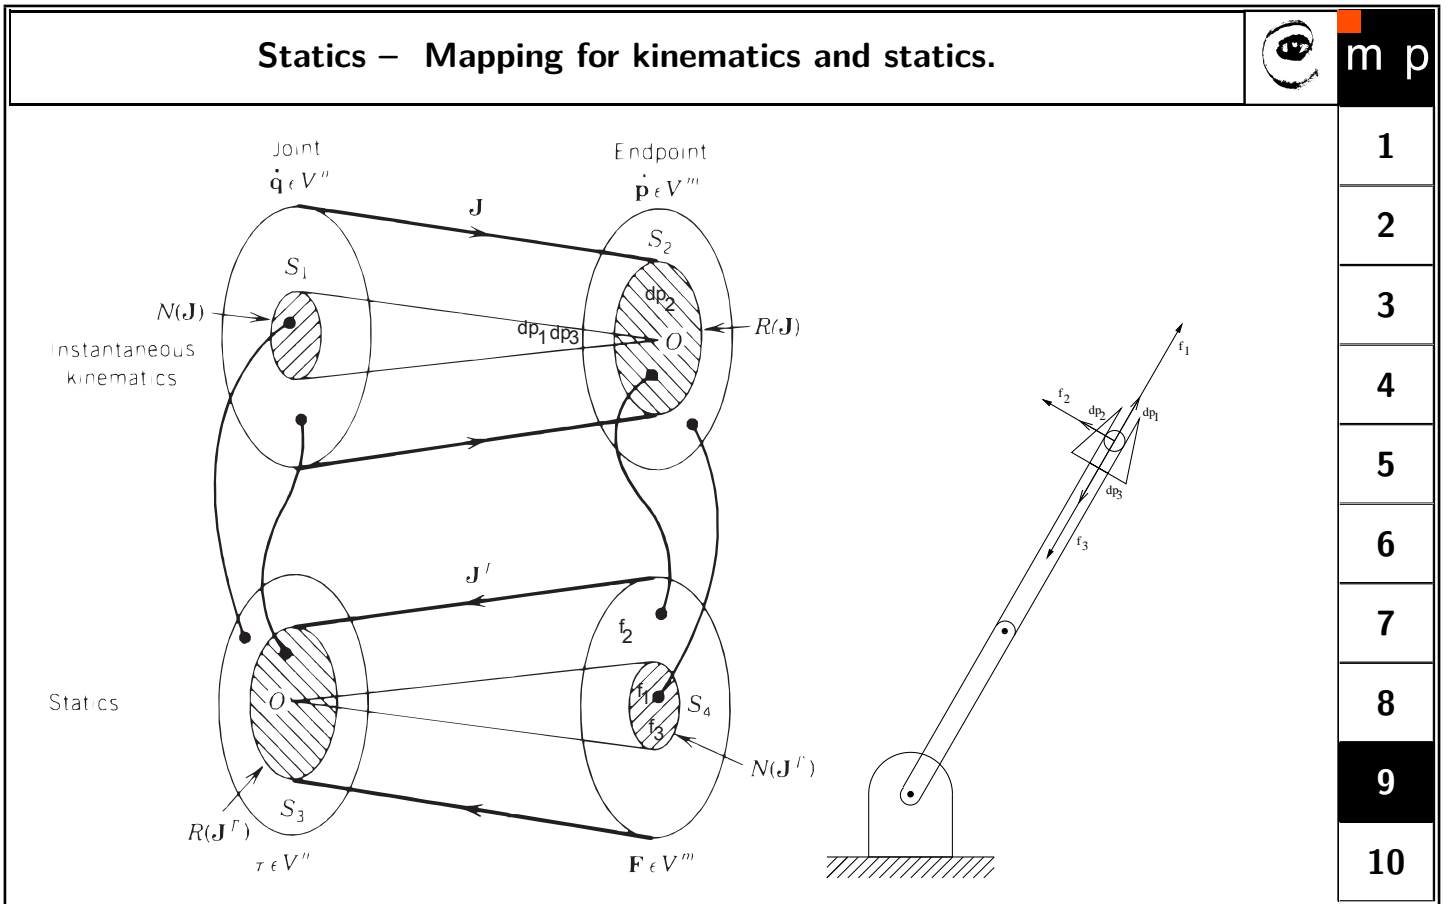 Statics – Mapping for kinematics and statics.
m p
1
2
3
4
5
6
7
8
9
10
Joint
q̇ ϵ Vⁿ
Endpoint
ṗ ϵ Vᵐ
J
S₁
S₂
N(J)
dp₂
dp₁ dp₃
O
R(J)
Instantaneous
kinematics
Jᵀ
f₂
Statics
O
f₁
S₄
f₃
N(Jᵀ)
S₃
R(Jᵀ)
τ ϵ Vⁿ
F ϵ Vᵐ
f₁
f₂
dp₂
dp₁
dp₃
f₃